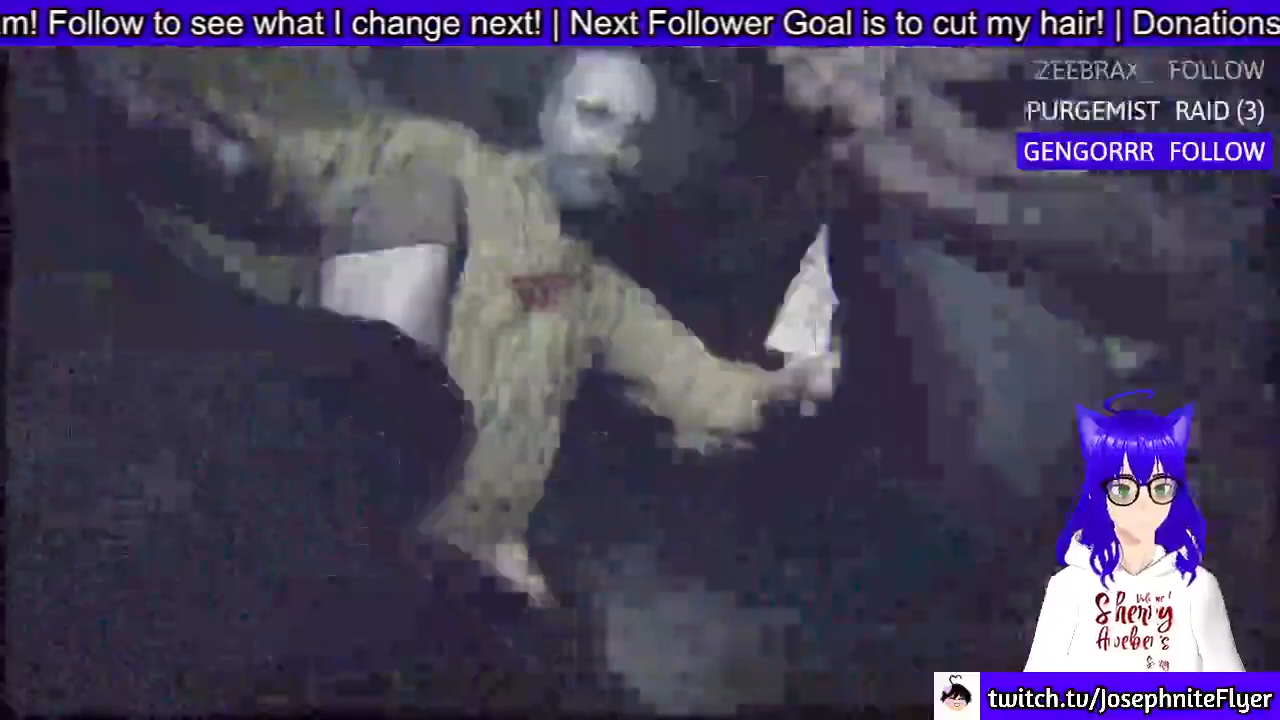 m! Follow to see what I change next! | Next Follower Goal is to cut my hair! | Donations
ZEEBRAX_ FOLLOW
PURGEMIST RAID (3)
GENGORRR FOLLOW
Sherry
twitch.tv/JosephniteFlyer